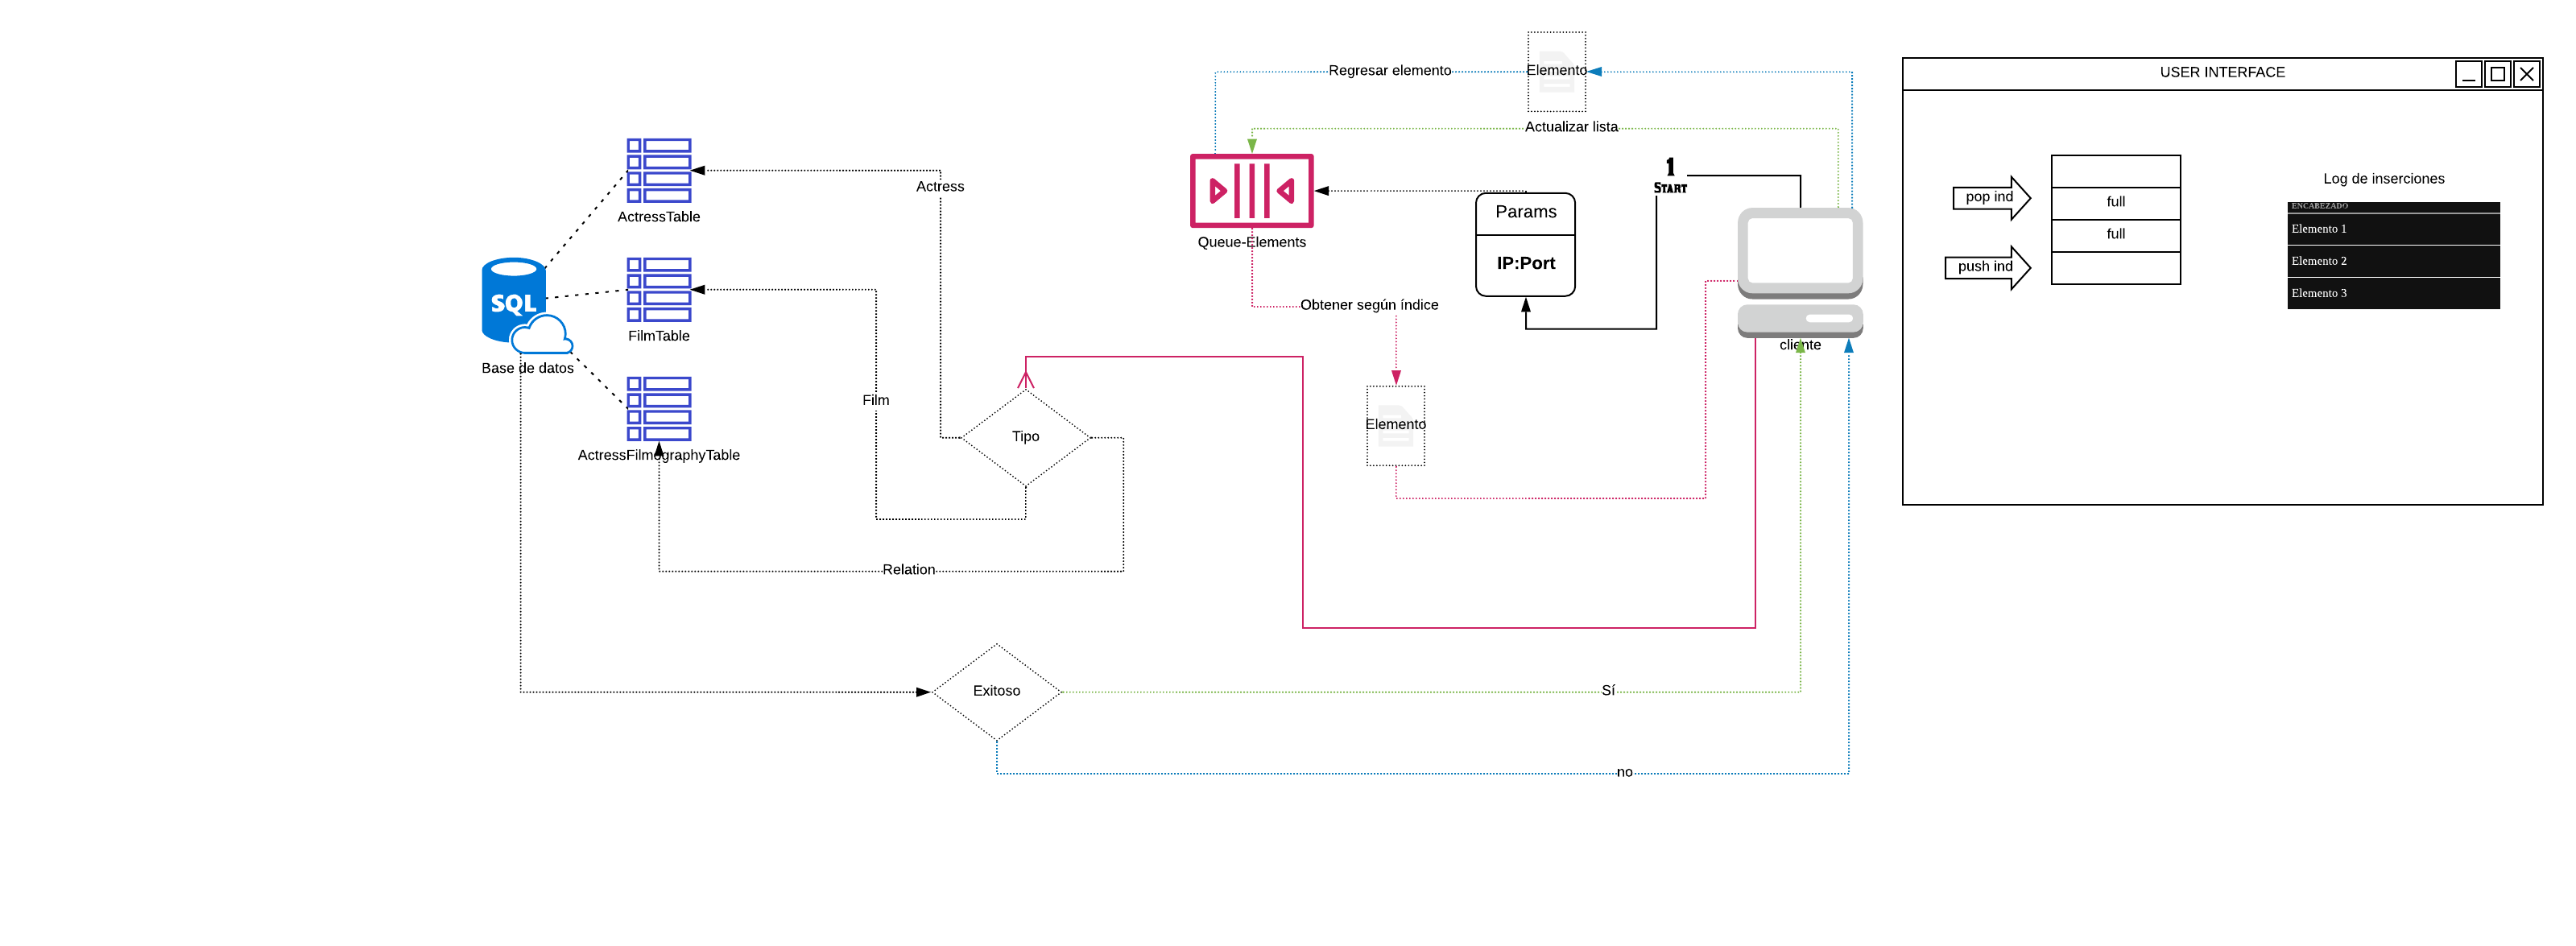 Regresar elemento
Elemento
USER INTERFACE
Actualizar lista
1
START
Actress
ActressTable
Params
IP:Port
Queue-Elements
pop ind
push ind
full
full
Log de inserciones
ENCABEZADO
Elemento 1
Elemento 2
Elemento 3
SQL
Base de datos
FilmTable
Obtener según índice
cliente
Film
Tipo
Elemento
ActressFilmographyTable
Relation
Exitoso
Sí
no